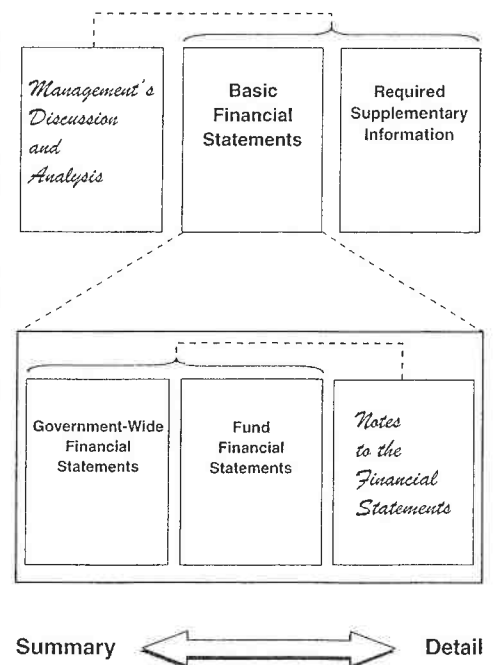 Management's
Discussion
and
Analysis
Basic
Financial
Statements
Required
Supplementary
Information
Government-Wide
Financial
Statements
Fund
Financial
Statements
Notes
to the
Financial
Statements
Summary
Detail